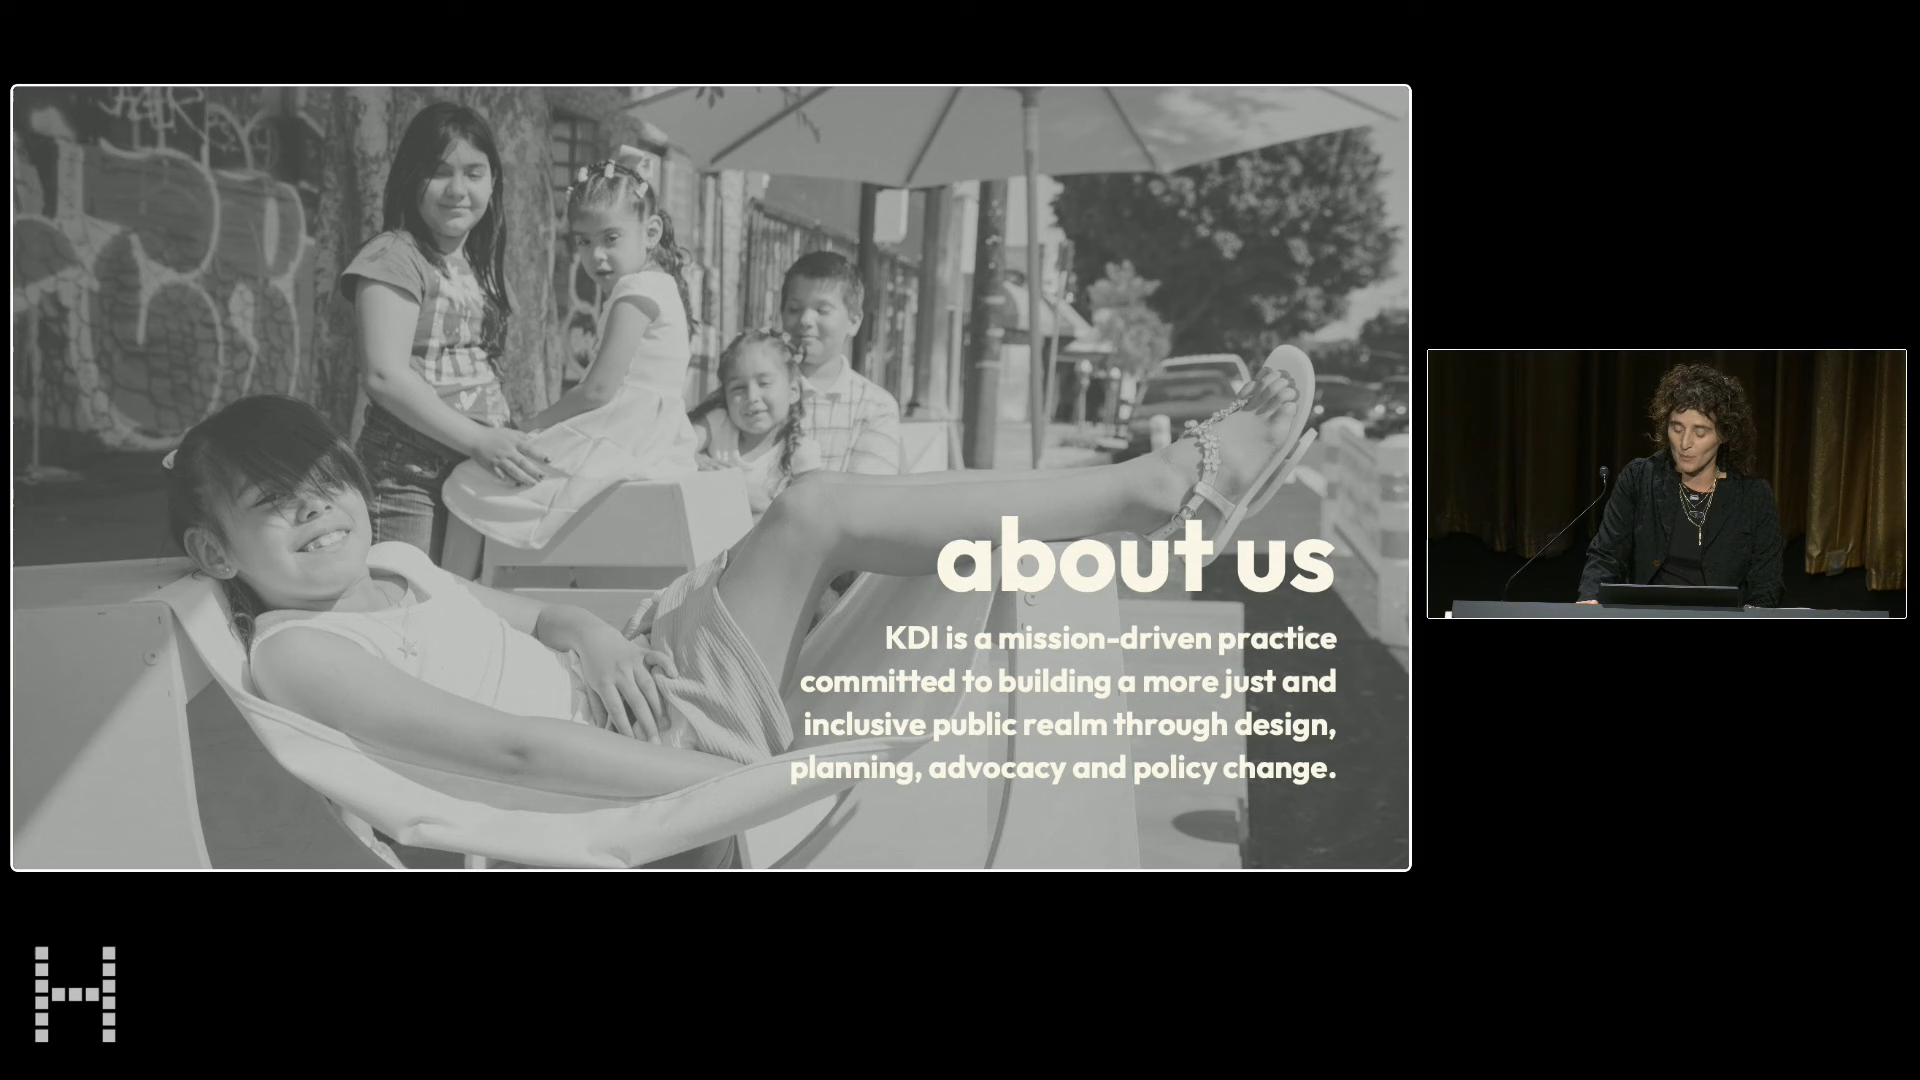 about us
KDI is a mission-driven practice
committed to building a more just and
inclusive public realm through design,
planning, advocacy and policy change.
H